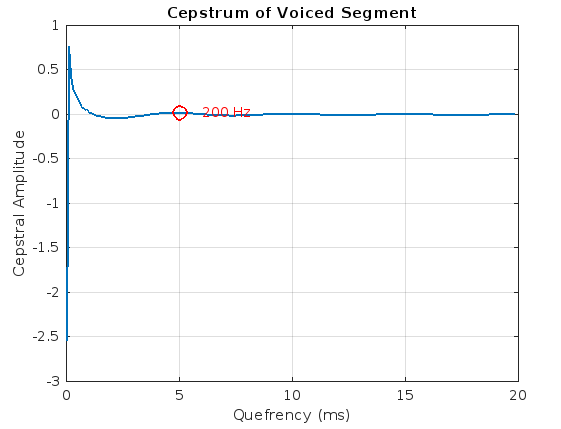 Cepstrum of Voiced Segment
1
0.5
0
-0.5
-1
-1.5
-2
-2.5
-3
Cepstral Amplitude
200 Hz
0 5 10 15 20
Quefrency (ms)